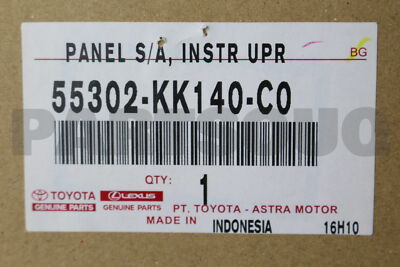 PANEL S/A, INSTR UPR
BG
55302-KK140-C0
PARTSOUQ
QTY: 1
TOYOTA LEXUS
GENUINE PARTS GENUINE PARTS
PT. TOYOTA - ASTRA MOTOR
MADE IN INDONESIA 16H10